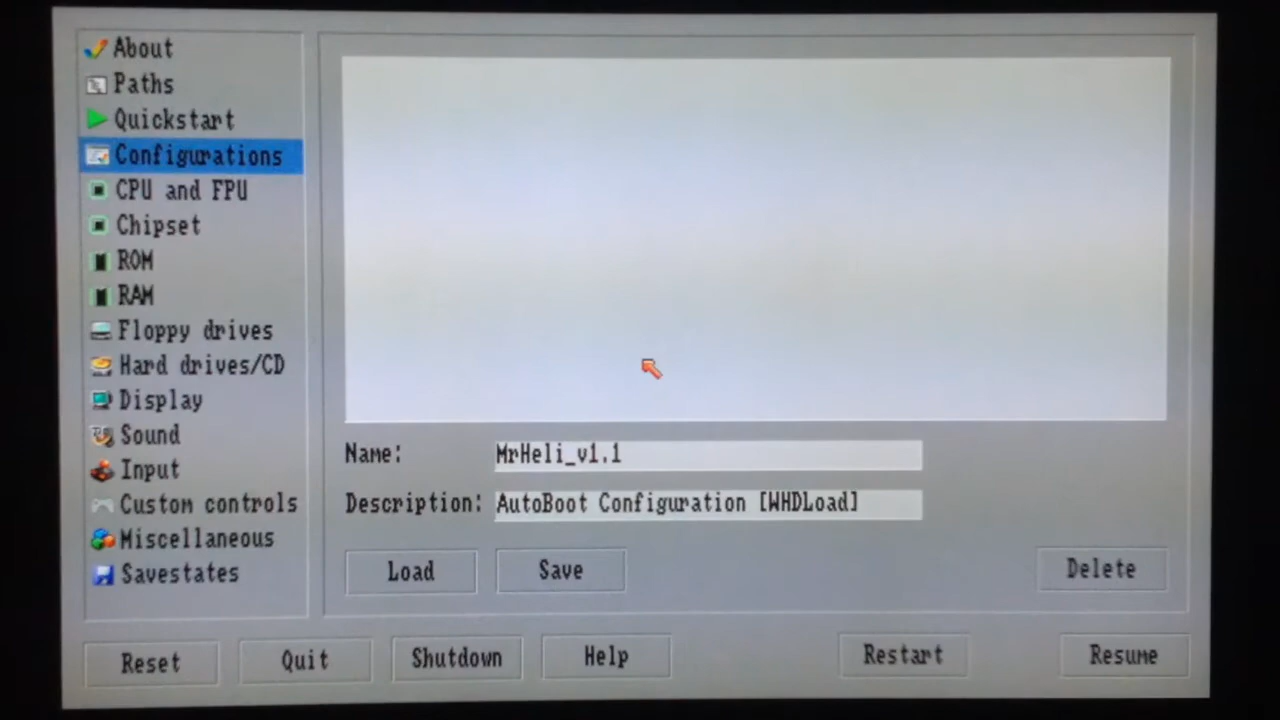 About
Paths
Quickstart
Configurations
CPU and FPU
Chipset
ROM
RAM
Floppy drives
Hard drives/CD
Display
Sound
Input
Custom controls
Miscellaneous
Savestates
Name: MrHeli_v1.1
Description: AutoBoot Configuration [WHDLoad]
Load Save Delete
Reset Quit Shutdown Help Restart Resume